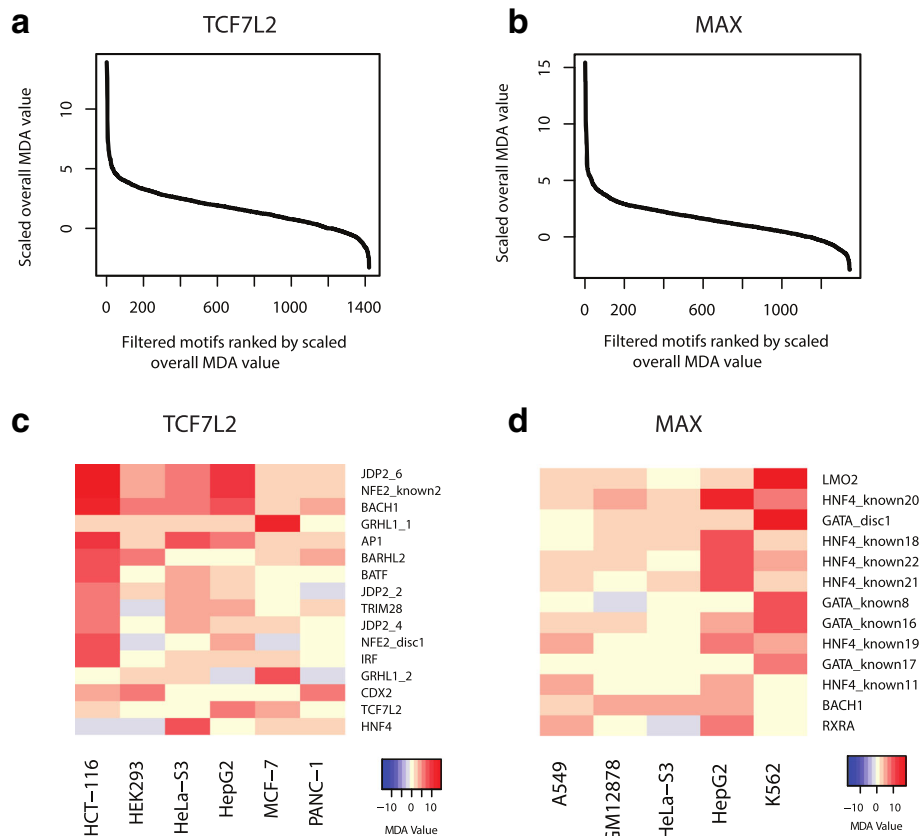 a
TCF7L2
Scaled overall MDA value
10
5
0
0 200 600 1000 1400
Filtered motifs ranked by scaled
overall MDA value
b
MAX
Scaled overall MDA value
15
10
5
0
0 200 600 1000
Filtered motifs ranked by scaled
overall MDA value
c
TCF7L2
JDP2_6
NFE2_known2
BACH1
GRHL1_1
AP1
BARHL2
BATF
JDP2_2
TRIM28
JDP2_4
NFE2_disc1
IRF
GRHL1_2
CDX2
TCF7L2
HNF4
HCT−116
HEK293
HeLa−S3
HepG2
MCF−7
PANC−1
−10 0 10
MDA Value
d
MAX
LMO2
HNF4_known20
GATA_disc1
HNF4_known18
HNF4_known22
HNF4_known21
GATA_known8
GATA_known16
HNF4_known19
GATA_known17
HNF4_known11
BACH1
RXRA
A549
GM12878
HeLa−S3
HepG2
K562
−10 0 10
MDA Value